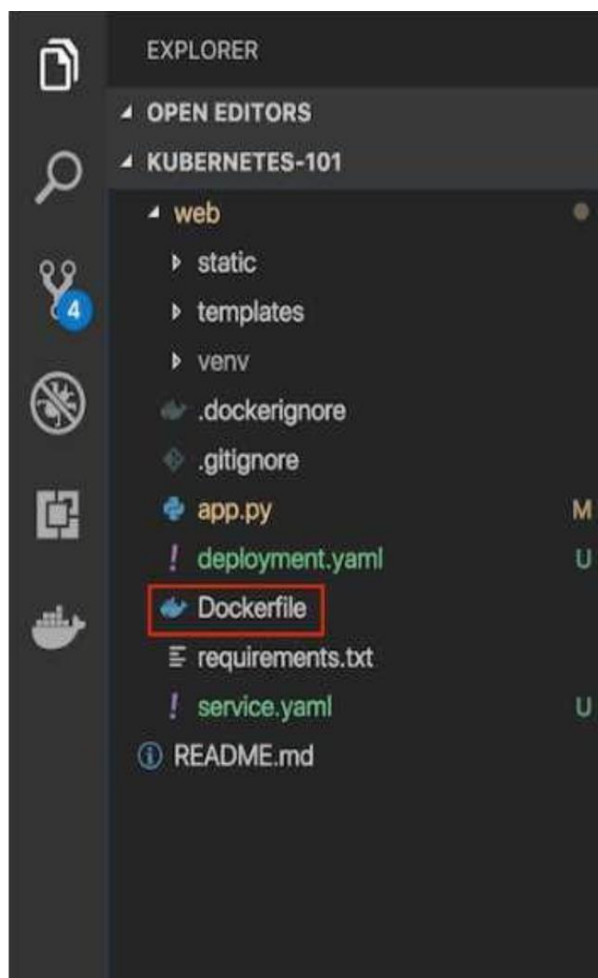 EXPLORER
OPEN EDITORS
KUBERNETES-101
web
static
templates
4
venv
.dockerignore
.gitignore
app.py M
deployment.yaml U
Dockerfile
requirements.txt
service.yaml U
README.md